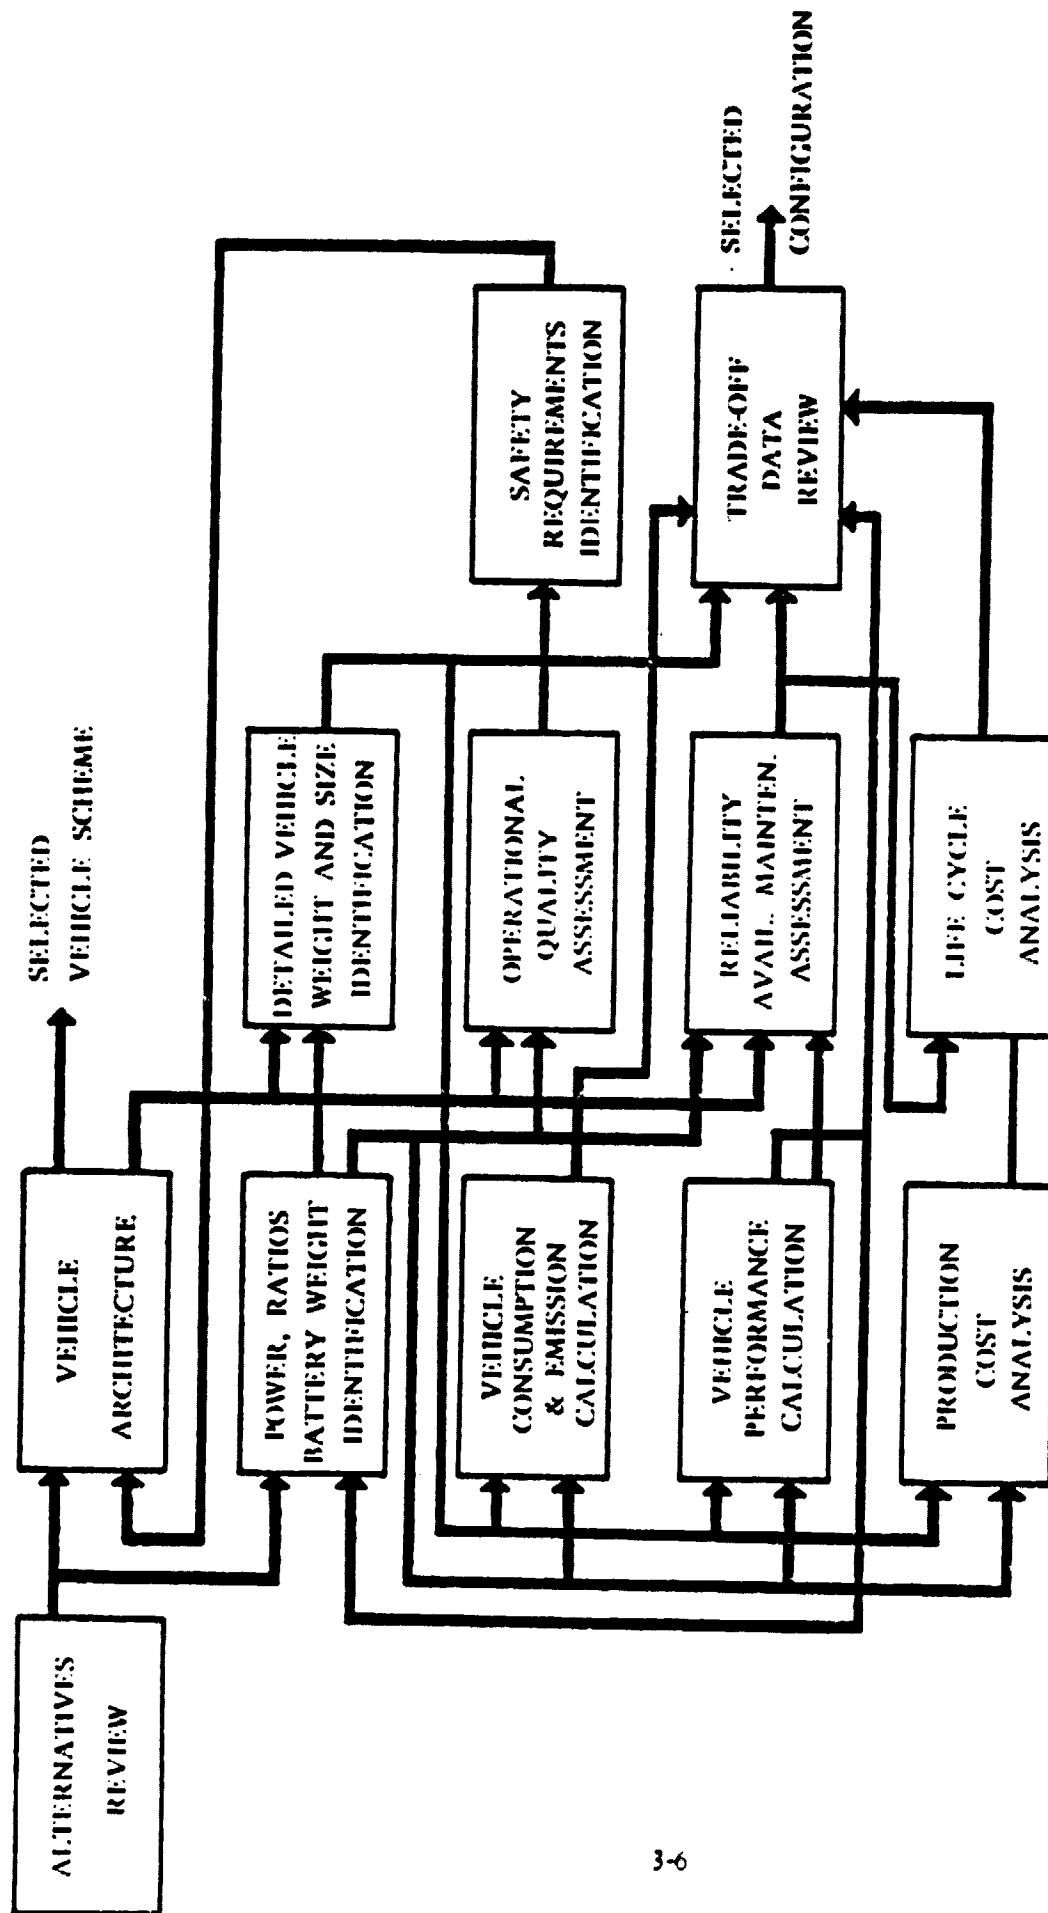 ALTERNATIVES
REVIEW
VEHICLE
ARCHITECTURE
SELECTED
VEHICLE SCHEME
POWER, RATIOS
BATTERY WEIGHT
IDENTIFICATION
DETAILED VEHICLE
WEIGHT AND SIZE
IDENTIFICATION
VEHICLE
CONSUMPTION
& EMISSION
CALCULATION
OPERATIONAL
QUALITY
ASSESSMENT
SAFETY
REQUIREMENTS
IDENTIFICATION
VEHICLE
PERFORMANCE
CALCULATION
RELIABILITY
AVAIL. MAINTEN.
ASSESSMENT
TRADE-OFF
DATA
REVIEW
SELECTED
CONFIGURATION
PRODUCTION
COST
ANALYSIS
LIFE CYCLE
COST
ANALYSIS
3-6